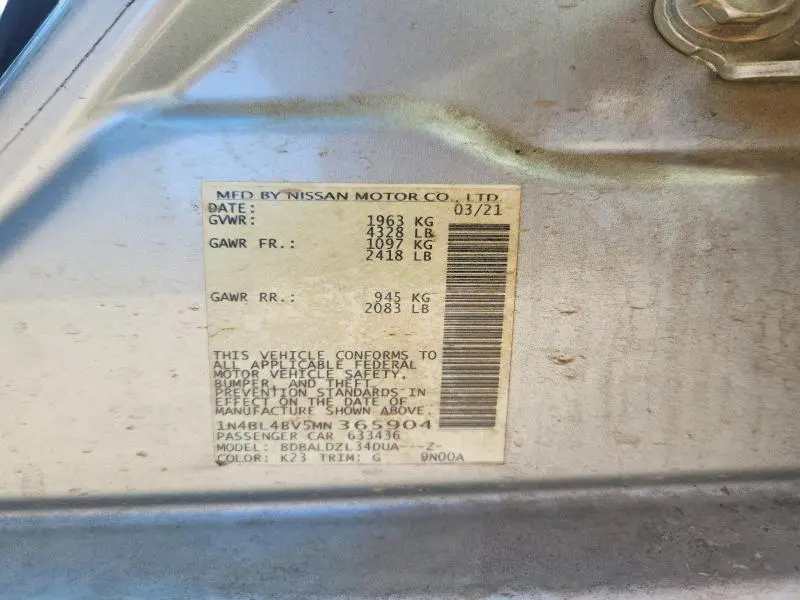 MFD BY NISSAN MOTOR CO., LTD.
DATE: 03/21
GVWR: 1963 KG
4328 LB
GAWR FR.: 1097 KG
2418 LB
GAWR RR.: 945 KG
2083 LB
THIS VEHICLE CONFORMS TO
ALL APPLICABLE FEDERAL
MOTOR VEHICLE SAFETY,
BUMPER, AND THEFT
PREVENTION STANDARDS IN
EFFECT ON THE DATE OF
MANUFACTURE SHOWN ABOVE.
1N4BL4BV5MN365904
PASSENGER CAR 633436
MODEL: BDBALDZL34DUA---Z-
COLOR: K23 TRIM: G 9N00A